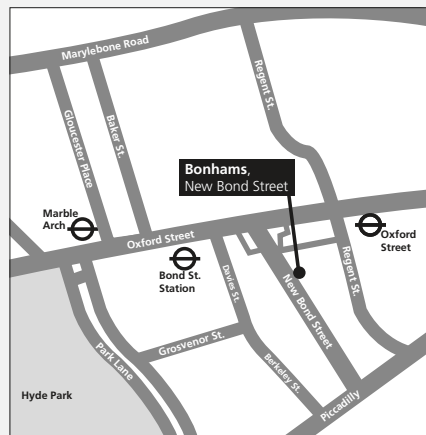 Marylebone Road
Regent St.
Gloucester Place
Baker St.
Bonhams,
New Bond Street
Marble
Arch
Oxford Street
Oxford
Street
Bond St.
Station
Davies St.
New Bond Street
Regent St.
Grosvenor St.
Park Lane
Berkeley St.
Hyde Park
Piccadilly